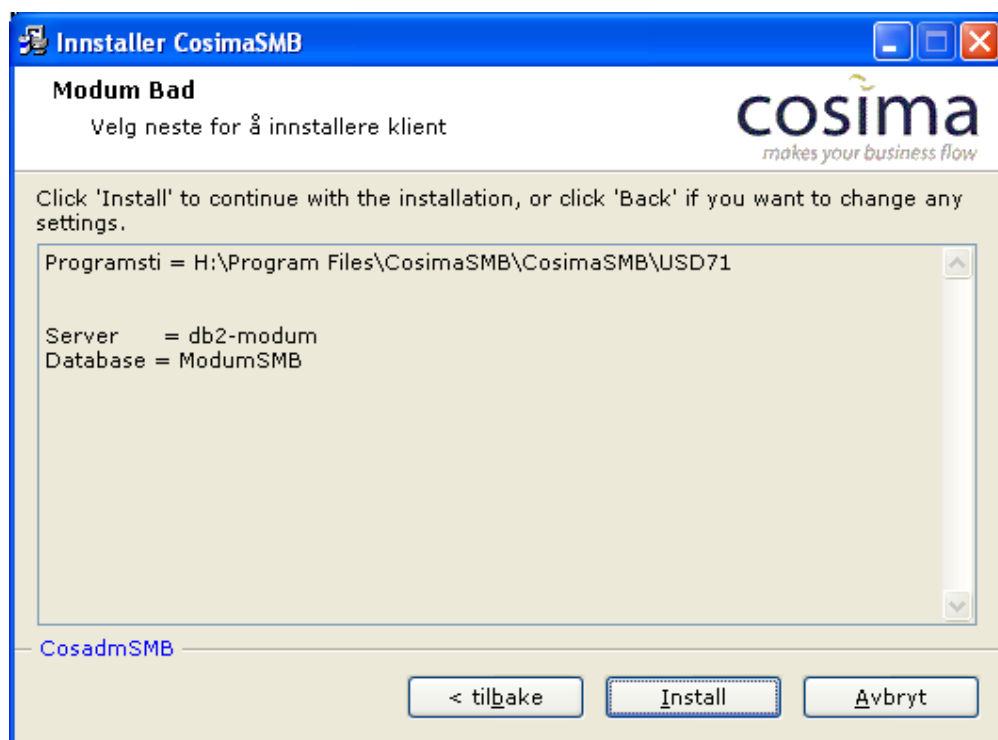 Innstaller CosimaSMB
Modum Bad
Velg neste for å innstallere klient
cosima
makes your business flow
Click 'Install' to continue with the installation, or click 'Back' if you want to change any
settings.
Programsti = H:\Program Files\CosimaSMB\CosimaSMB\USD71
Server = db2-modum
Database = ModumSMB
CosadmSMB
< tilbake
Install
Avbryt